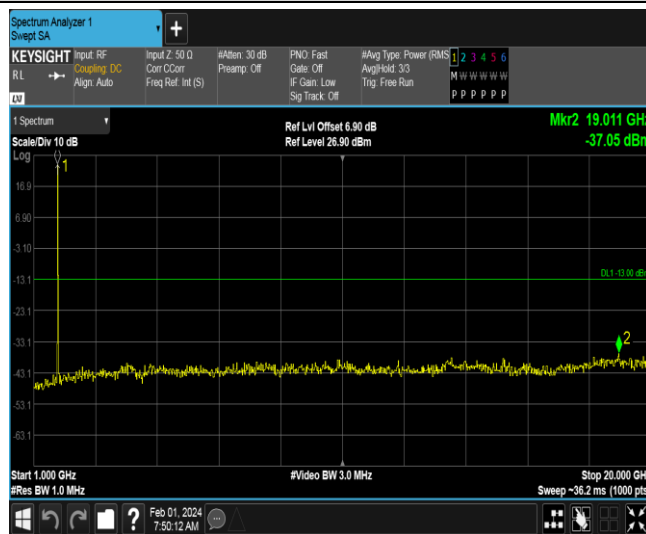 Spectrum Analyzer 1
Swept SA
+
KEYSIGHT Input: RF Input Z: 50 Ω #Atten: 30 dB PNO: Fast #Avg Type: Power (RMS 1 2 3 4 5 6
RL Coupling: DC Corr CCorr Preamp: Off Gate: Off Avg|Hold: 3/3 M W W W W W
Align: Auto Freq Ref: Int (S) IF Gain: Low Trig: Free Run
Sig Track: Off P P P P P P
LXI
1 Spectrum Ref Lvl Offset 6.90 dB Mkr2 19.011 GHz
Scale/Div 10 dB Ref Level 26.90 dBm -37.05 dBm
Log
1
16.9
6.90
-3.10
-13.1
DL1 -13.00 dBm
-23.1
-33.1
2
-43.1
-53.1
-63.1
Start 1.000 GHz #Video BW 3.0 MHz Stop 20.000 GH
#Res BW 1.0 MHz Sweep ~36.2 ms (1000 pts
? Feb 01, 2024
7:50:12 AM